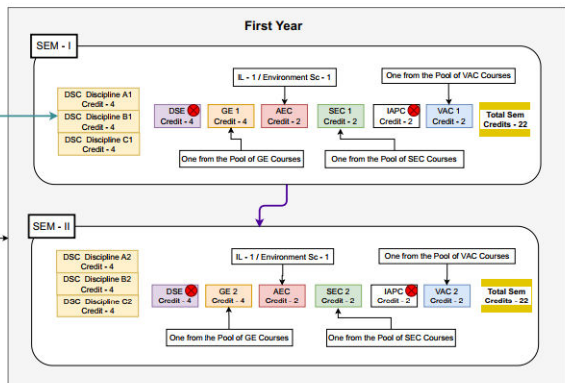 First Year
SEM - I
IL - 1 / Environment Sc - 1
One from the Pool of VAC Courses
DSC Discipline A1
Credit - 4
DSC Discipline B1
Credit - 4
DSC Discipline C1
Credit - 4
DSE
Credit - 4
GE 1
Credit - 4
AEC
Credit - 2
SEC 1
Credit - 2
IAPC
Credit - 2
VAC 1
Credit - 2
Total Sem
Credits - 22
One from the Pool of GE Courses
One from the Pool of SEC Courses
SEM - II
IL - 1 / Environment Sc - 1
One from the Pool of VAC Courses
DSC Discipline A2
Credit - 4
DSC Discipline B2
Credit - 4
DSC Discipline C2
Credit - 4
DSE
Credit - 4
GE 2
Credit - 4
AEC
Credit - 2
SEC 2
Credit - 2
IAPC
Credit - 2
VAC 2
Credit - 2
Total Sem
Credits - 22
One from the Pool of GE Courses
One from the Pool of SEC Courses